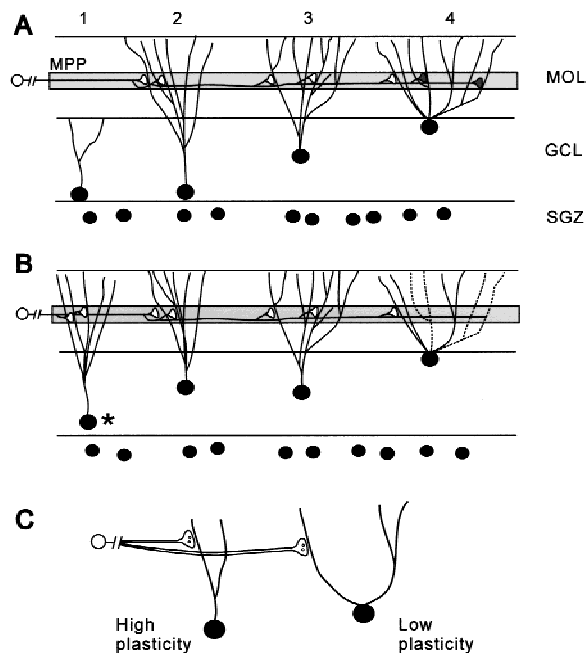 A
1 2 3 4
MPP
MOL
GCL
SGZ
B
*
C
High
plasticity
Low
plasticity